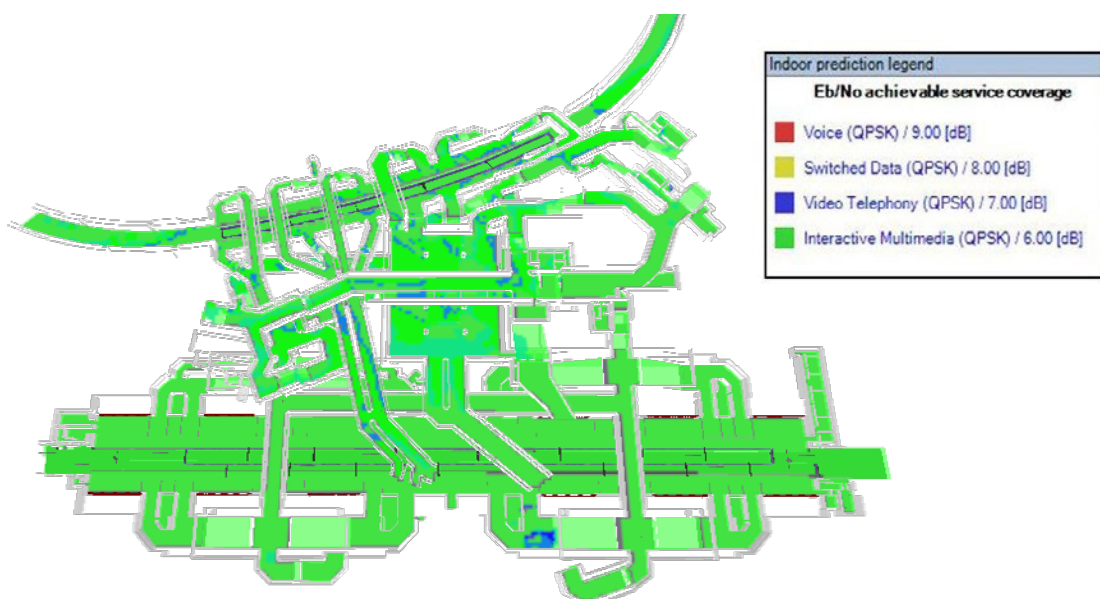 Indoor prediction legend
Eb/No achievable service coverage
Voice (QPSK) / 9.00 [dB]
Switched Data (QPSK) / 8.00 [dB]
Video Telephony (QPSK) / 7.00 [dB]
Interactive Multimedia (QPSK) / 6.00 [dB]